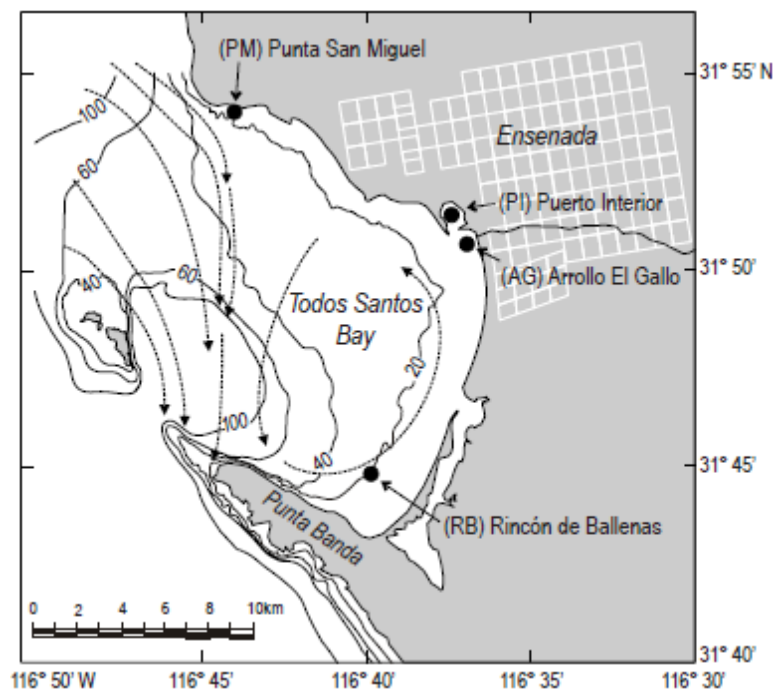 (PM) Punta San Miguel
31° 55' N
100
Ensenada
60
(PI) Puerto Interior
(AG) Arrollo El Gallo
31° 50'
60
40
Todos Santos
Bay
20
100
40
31° 45'
Punta Banda
(RB) Rincón de Ballenas
0 2 4 6 8 10km
31° 40'
116° 50' W 116° 45' 116° 40' 116° 35' 116° 30'